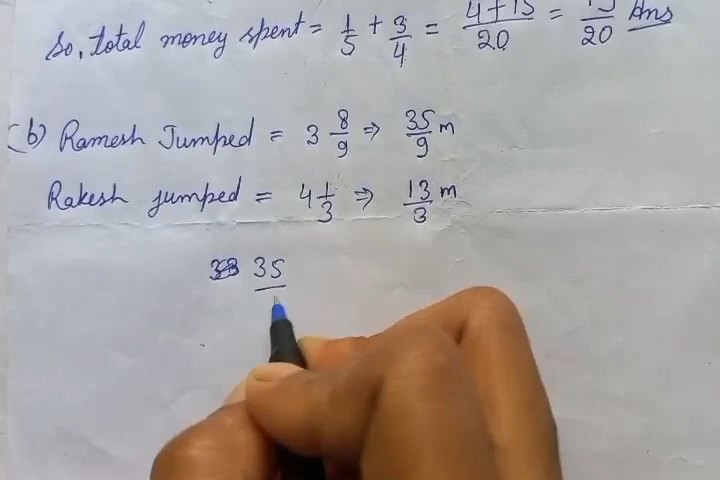 So, total money spent = 1/5 + 3/4 = 4+15/20 = 19/20 Ans
(b) Ramesh Jumped = 3 8/9 ⇒ 35/9 m
Rakesh jumped = 4 1/3 ⇒ 13/3 m
35